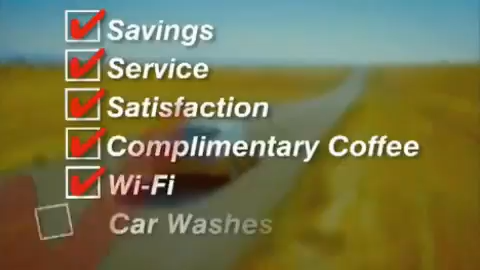 Savings
Service
Satisfaction
Complimentary Coffee
Wi-Fi
Car Washes